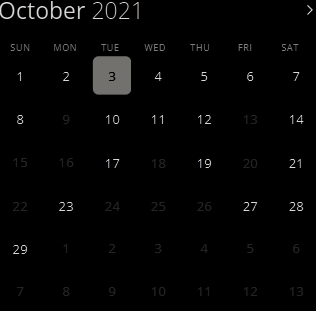 October 2021
SUN MON TUE WED THU FRI SAT
1 2 3 4 5 6 7
8 9 10 11 12 13 14
15 16 17 18 19 20 21
22 23 24 25 26 27 28
29 1 2 3 4 5 6
7 8 9 10 11 12 13